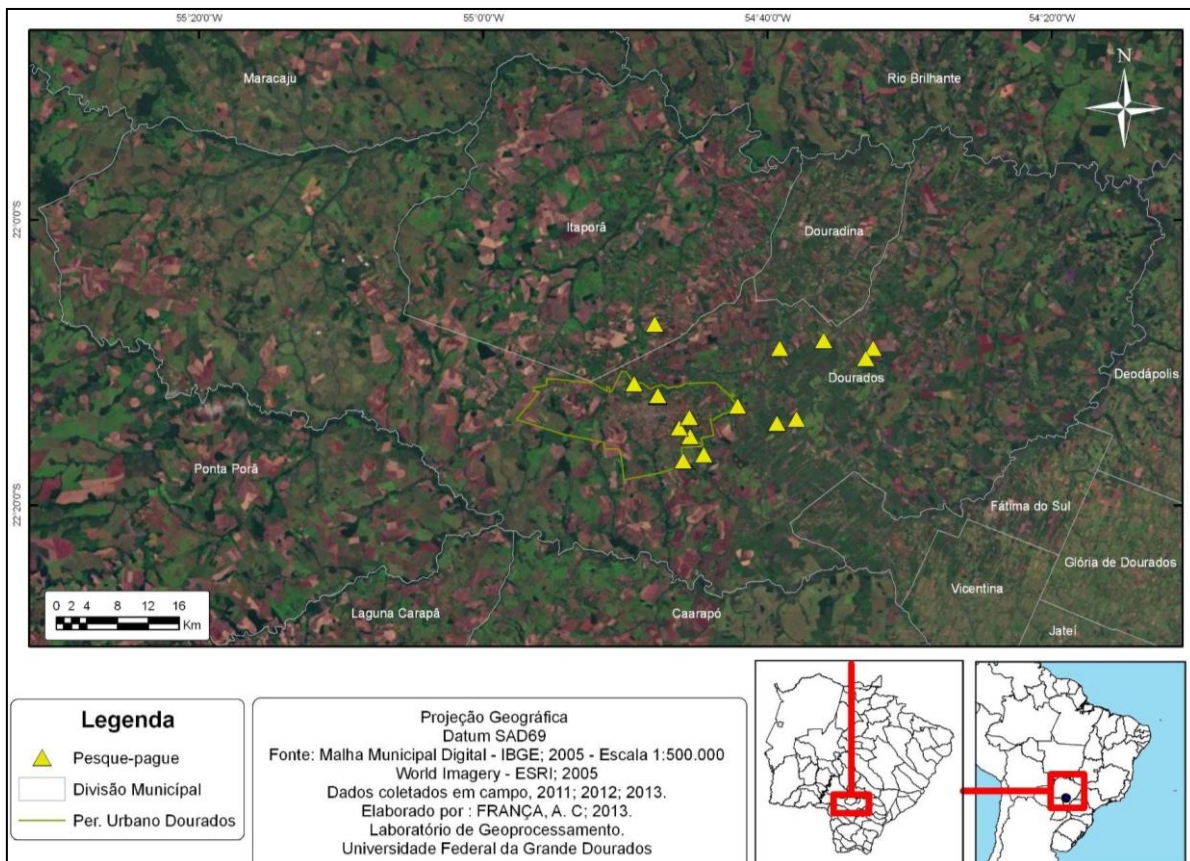 55°20'0"W
55°0'0"W
54°40'0"W
54°20'0"W
Maracaju
Rio Brilhante
N
22°0'0"S
Itaporã
Douradina
Dourados
Deodápolis
Ponta Porã
22°20'0"S
Fátima do Sul
Glória de Dourados
Vicentina
Laguna Carapã
Caarapó
Jateí
0 2 4 8 12 16
Km
Legenda
Pesque-pague
Divisão Municípal
Per. Urbano Dourados
Projeção Geográfica
Datum SAD69
Fonte: Malha Municipal Digital - IBGE; 2005 - Escala 1:500.000
World Imagery - ESRI; 2005
Dados coletados em campo, 2011; 2012; 2013.
Elaborado por : FRANÇA, A. C; 2013.
Laboratório de Geoprocessamento.
Universidade Federal da Grande Dourados